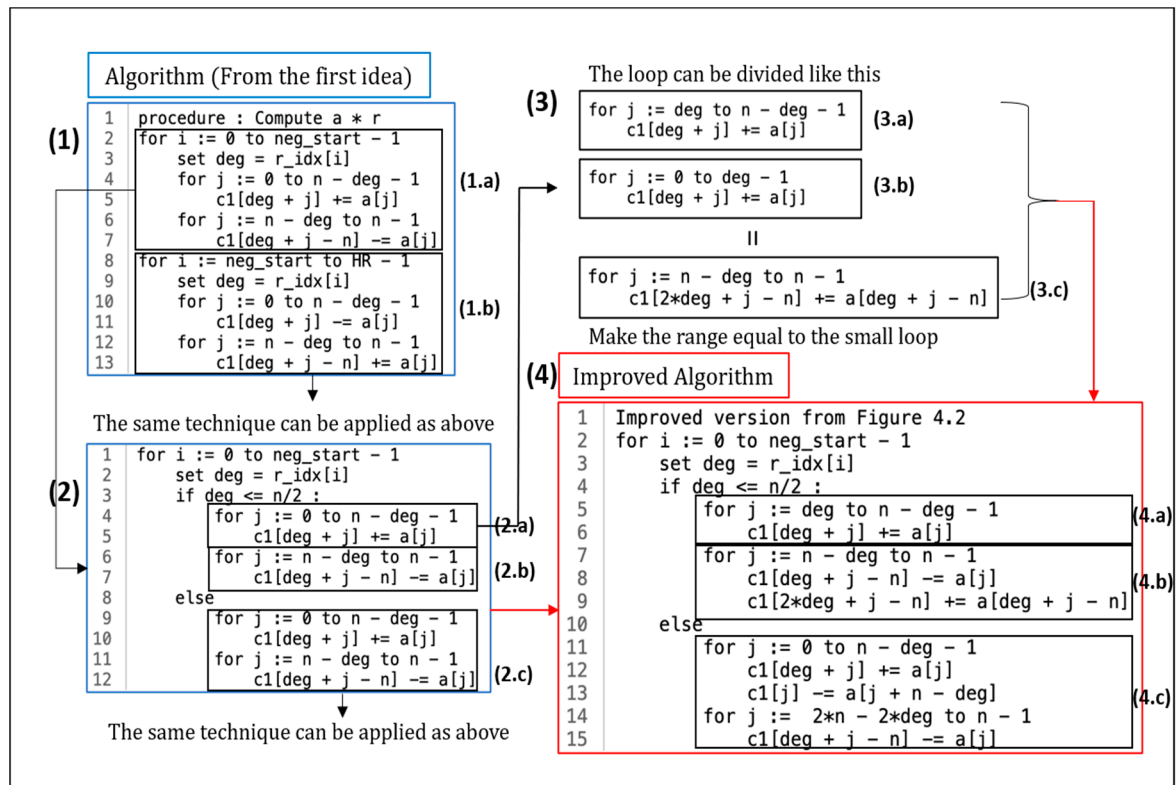 Algorithm (From the first idea)
(1)
1 procedure : Compute a * r
2 for i := 0 to neg_start - 1
3 set deg = r_idx[i]
4 for j := 0 to n - deg - 1
5 c1[deg + j] += a[j]
6 for j := n - deg to n - 1
7 c1[deg + j - n] -= a[j]
(1.a)
8 for i := neg_start to HR - 1
9 set deg = r_idx[i]
10 for j := 0 to n - deg - 1
11 c1[deg + j] -= a[j]
12 for j := n - deg to n - 1
13 c1[deg + j - n] += a[j]
(1.b)
The same technique can be applied as above
(2)
1 for i := 0 to neg_start - 1
2 set deg = r_idx[i]
3 if deg <= n/2 :
4 for j := 0 to n - deg - 1
5 c1[deg + j] += a[j]
(2.a)
6 for j := n - deg to n - 1
7 c1[deg + j - n] -= a[j]
(2.b)
8 else
9 for j := 0 to n - deg - 1
10 c1[deg + j] += a[j]
11 for j := n - deg to n - 1
12 c1[deg + j - n] -= a[j]
(2.c)
The same technique can be applied as above
The loop can be divided like this
(3)
for j := deg to n - deg - 1
c1[deg + j] += a[j]
(3.a)
for j := 0 to deg - 1
c1[deg + j] += a[j]
(3.b)
=
for j := n - deg to n - 1
c1[2*deg + j - n] += a[deg + j - n]
(3.c)
Make the range equal to the small loop
(4)
Improved Algorithm
1 Improved version from Figure 4.2
2 for i := 0 to neg_start - 1
3 set deg = r_idx[i]
4 if deg <= n/2 :
5 for j := deg to n - deg - 1
6 c1[deg + j] += a[j]
(4.a)
7 for j := n - deg to n - 1
8 c1[deg + j - n] -= a[j]
9 c1[2*deg + j - n] += a[deg + j - n]
(4.b)
10 else
11 for j := 0 to n - deg - 1
12 c1[deg + j] += a[j]
13 c1[j] -= a[j + n - deg]
14 for j := 2*n - 2*deg to n - 1
15 c1[deg + j - n] -= a[j]
(4.c)